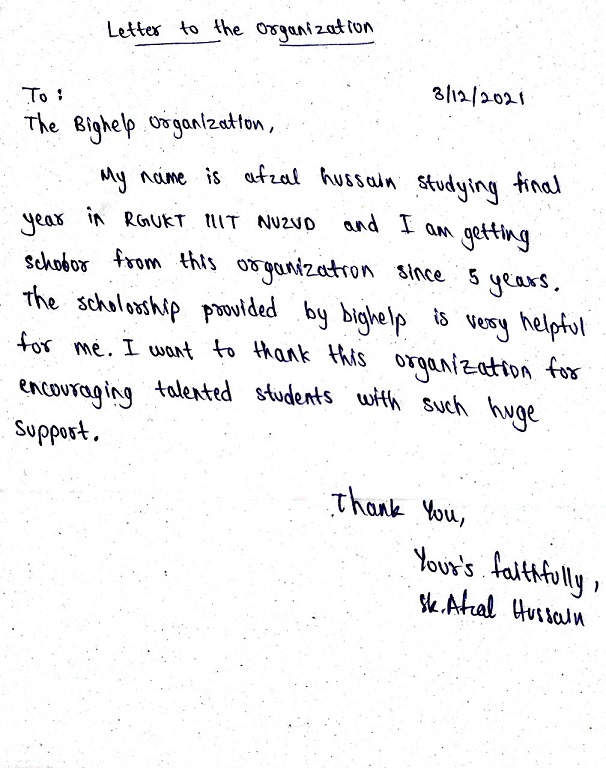 Letter to the organization
To : 3/12/2021
The Bighelp organization,
My name is afzal hussain studying final
year in RGUKT IIIT NUZVD and I am getting
schobor from this organization since 5 years.
The scholorship provided by bighelp is very helpful
for me. I want to thank this organization for
encouraging talented students with such huge
support.
Thank You,
Your's faithfully,
Sk. Afzal Hussain